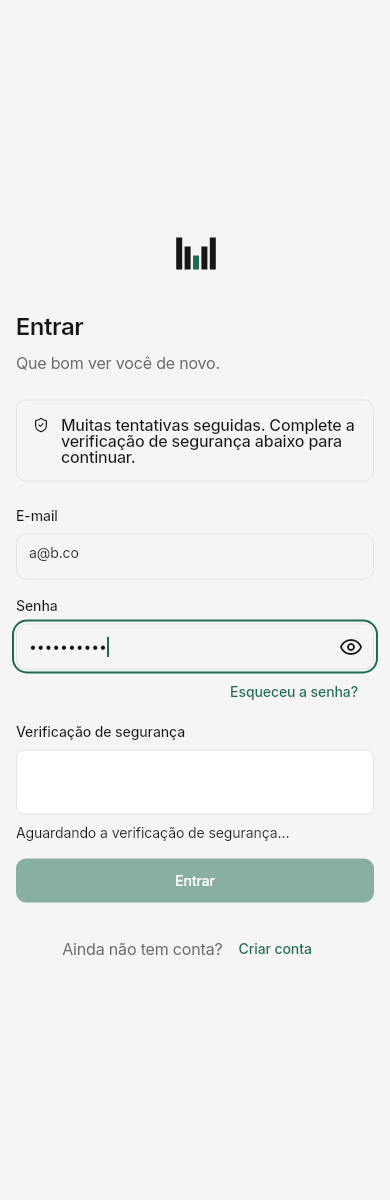 Entrar
Que bom ver você de novo.
Muitas tentativas seguidas. Complete a
verificação de segurança abaixo para
continuar.
E-mail
a@b.co
Senha
••••••••••
Esqueceu a senha?
Verificação de segurança
Aguardando a verificação de segurança...
Entrar
Ainda não tem conta? Criar conta